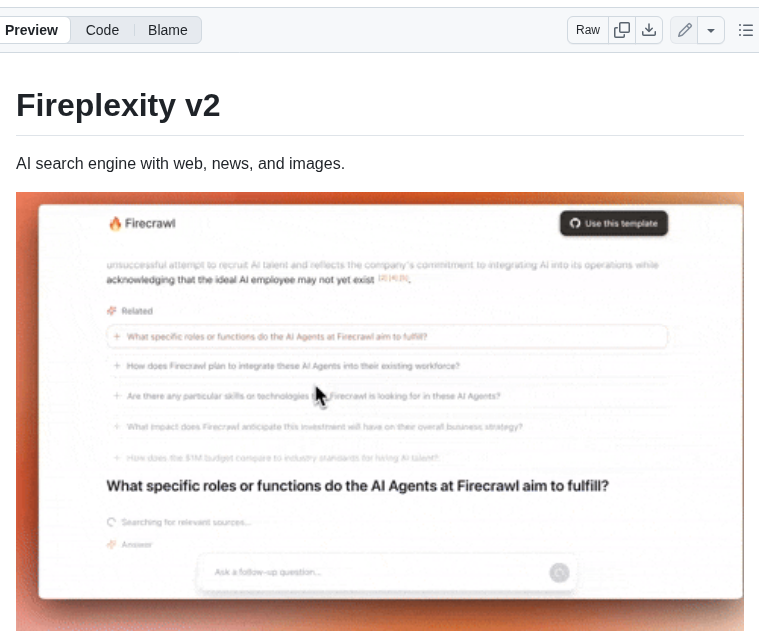 Preview Code Blame Raw
Fireplexity v2
AI search engine with web, news, and images.
Firecrawl Use this template
unsuccessful attempt to recruit AI talent and reflects the company's commitment to integrating AI into its operations while
acknowledging that the ideal AI employee may not yet exist
Related
What specific roles or functions do the AI Agents at Firecrawl aim to fulfill?
How does Firecrawl plan to integrate these AI Agents into their existing workforce?
Are there any particular skills or technologies Firecrawl is looking for in these AI Agents?
What impact does Firecrawl anticipate this investment will have on their overall business strategy?
How does the $1M budget compare to industry standards for hiring AI talent?
What specific roles or functions do the AI Agents at Firecrawl aim to fulfill?
Searching for relevant sources...
Answer
Ask a follow-up question...